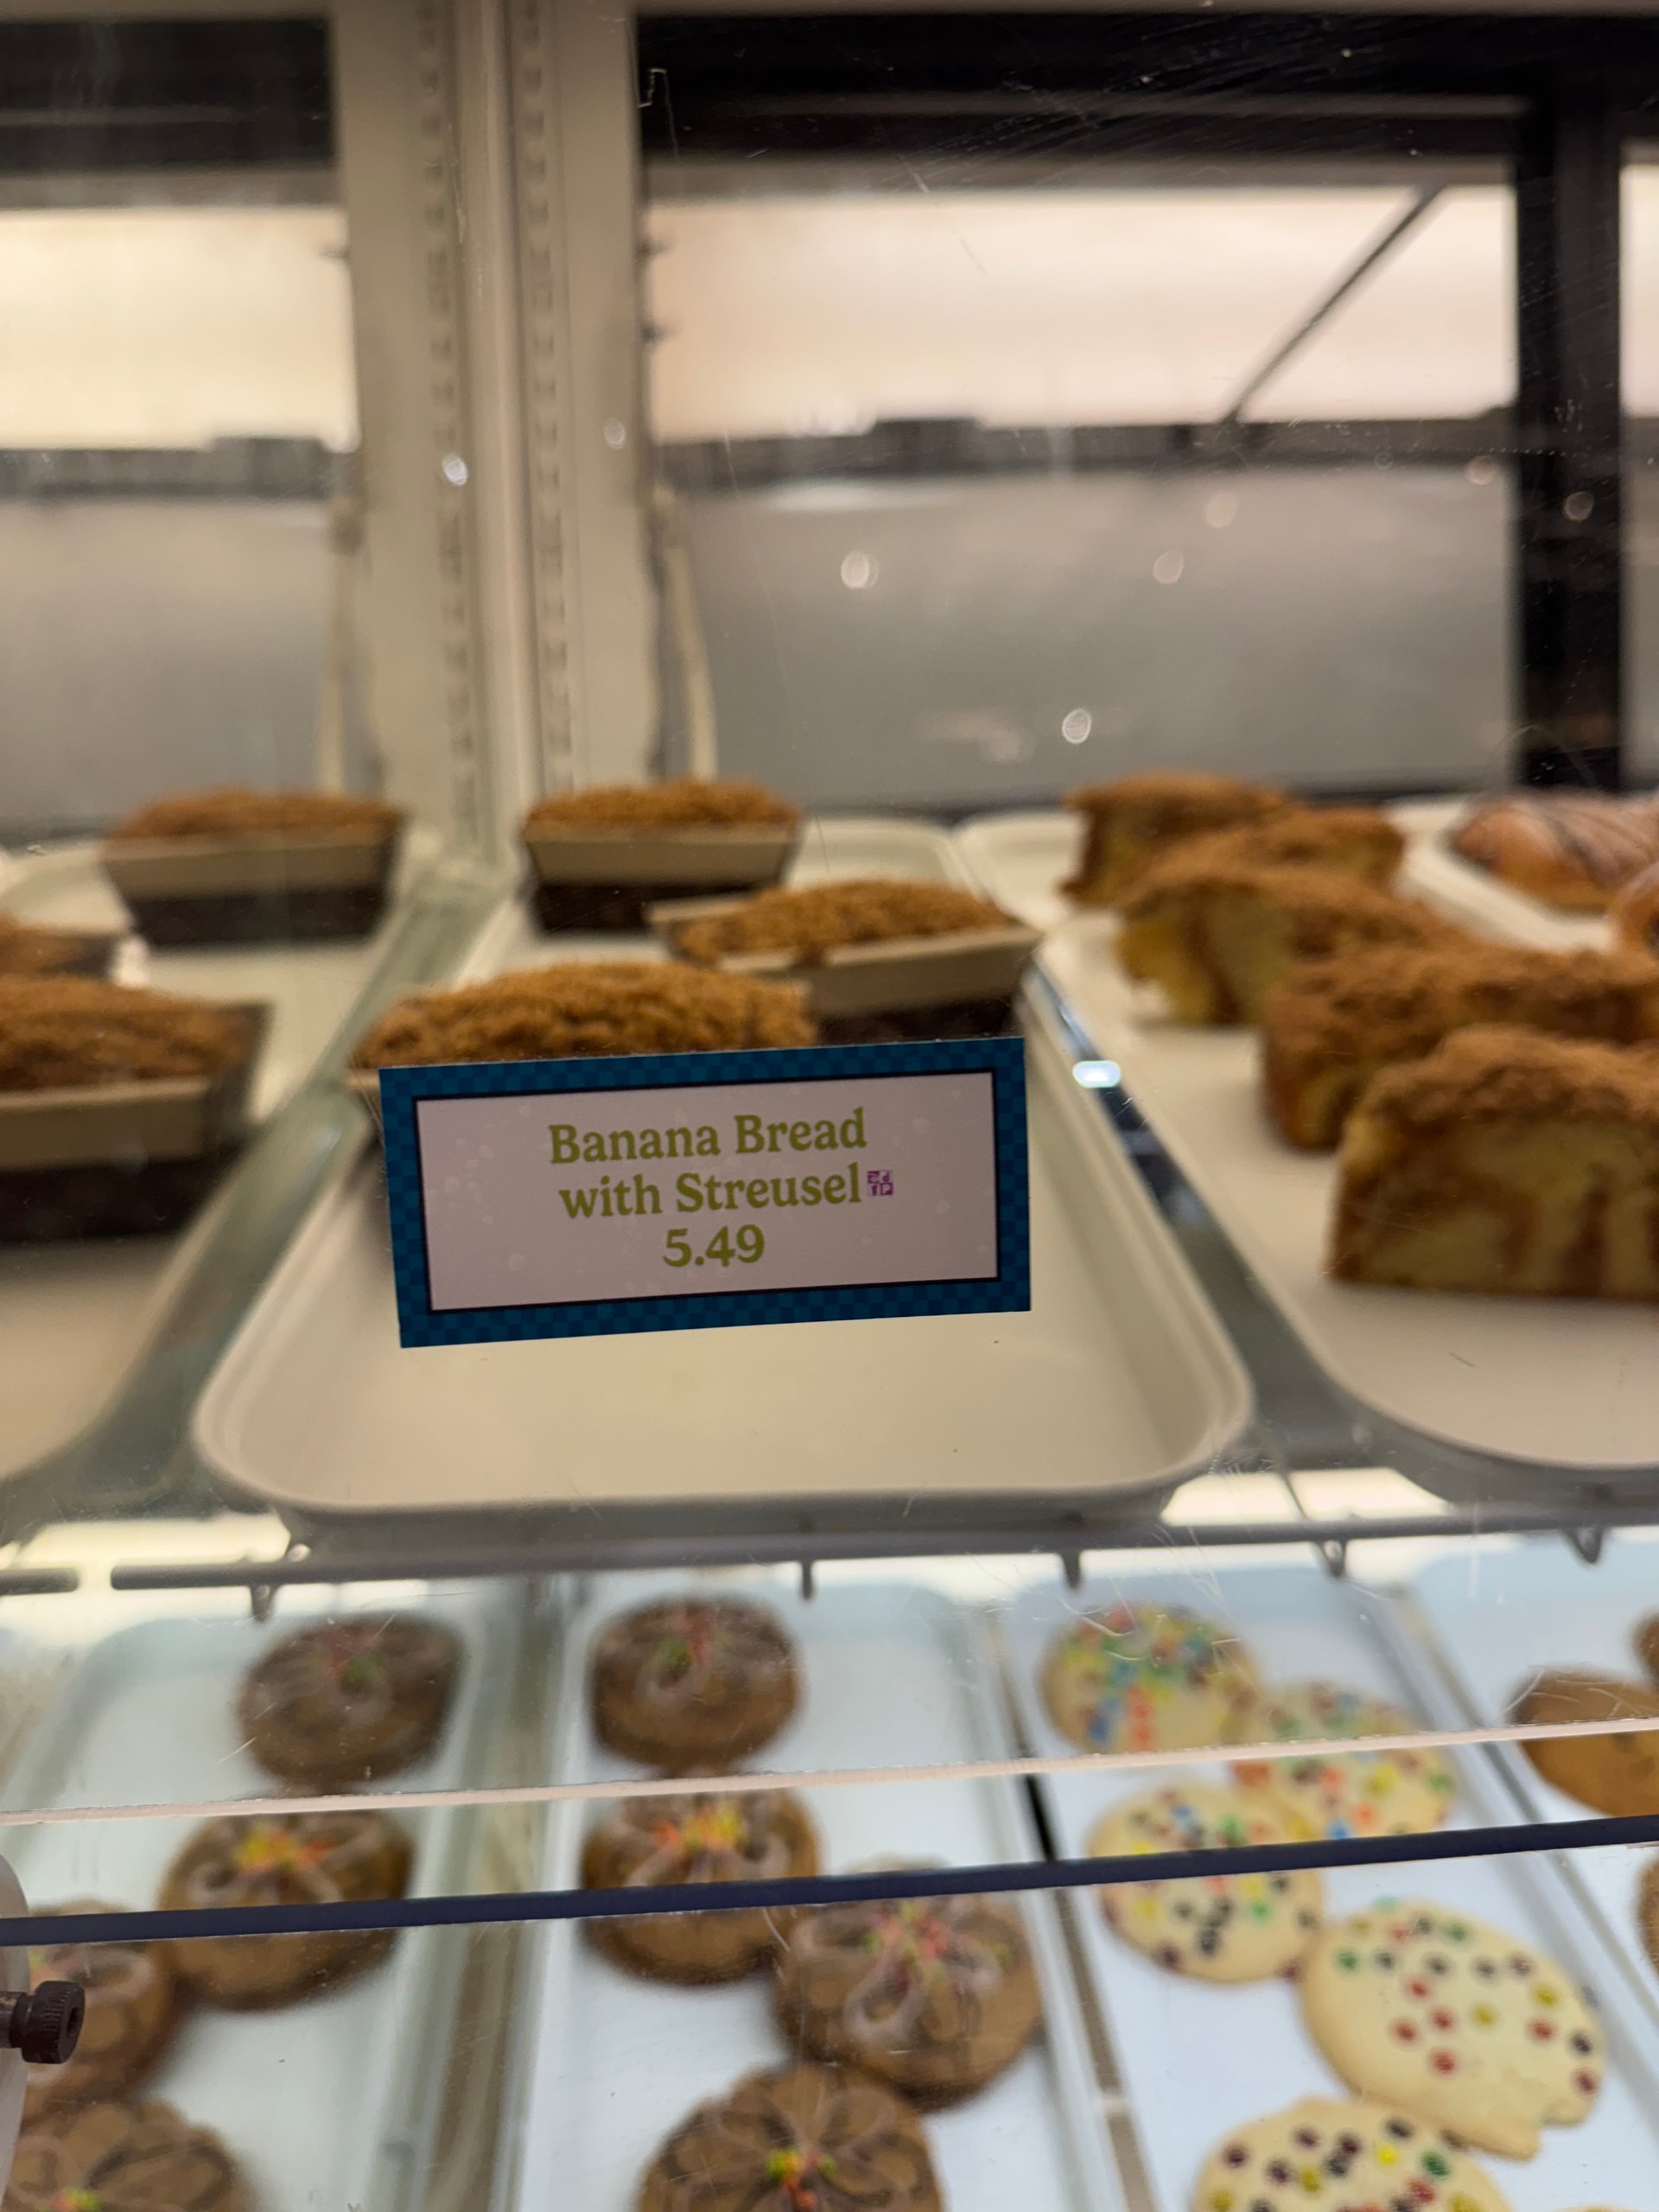 Banana Bread
with Streusel
5.49